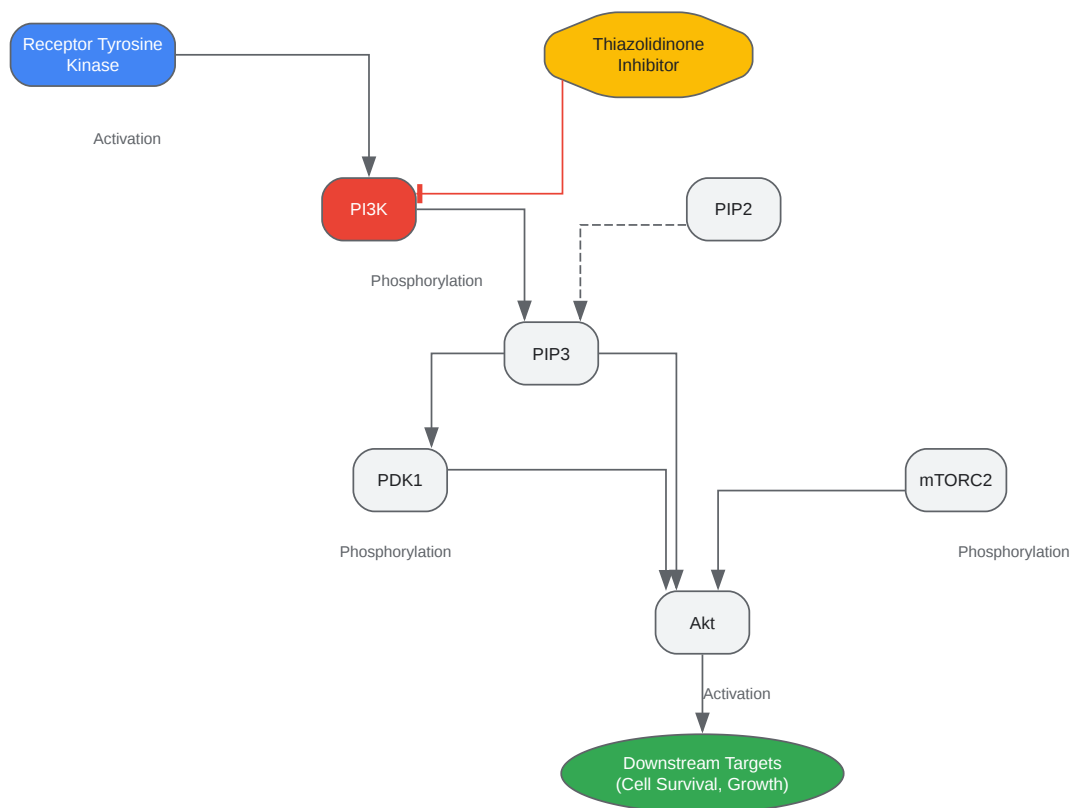 Receptor Tyrosine
Kinase
Thiazolidinone
Inhibitor
Activation
PI3K
PIP2
Phosphorylation
PIP3
PDK1
mTORC2
Phosphorylation
Phosphorylation
Akt
Activation
Downstream Targets
(Cell Survival, Growth)